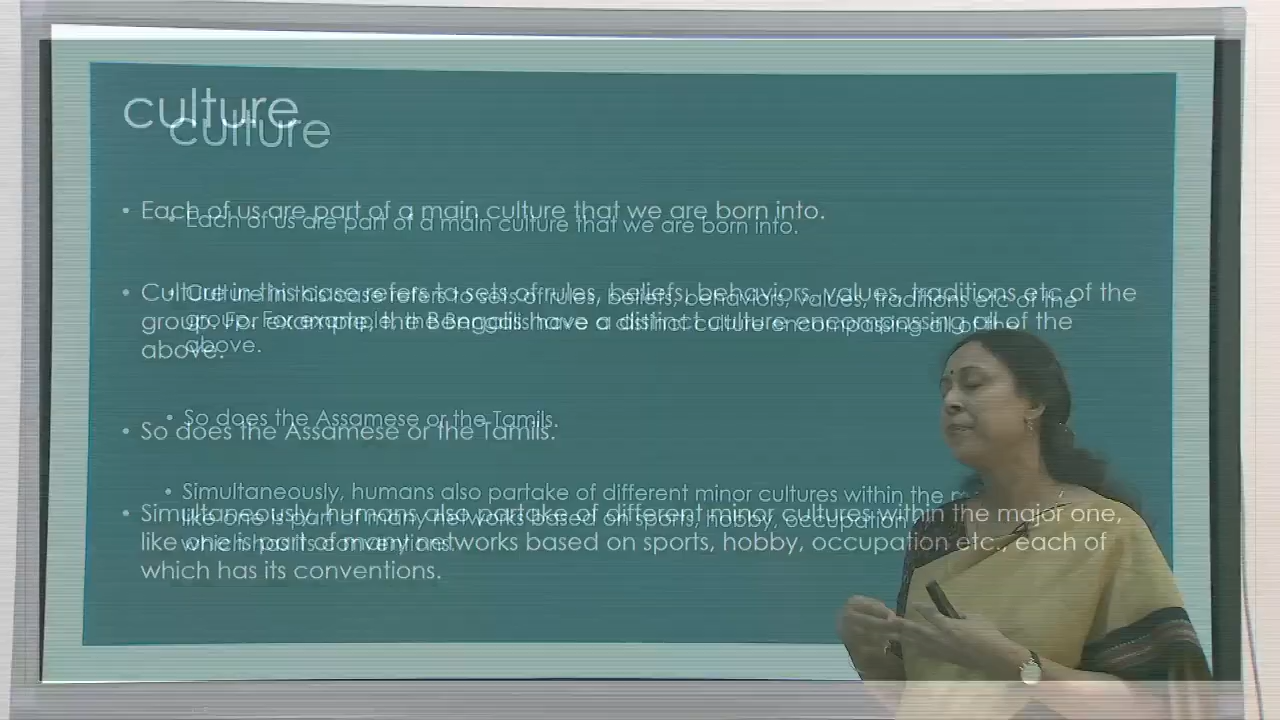 culture
• Each of us are part of a main culture that we are born into.
• Culture in this case refers to sets of rules, beliefs, behaviors, values, traditions etc of the
group. For example, the Bengalis have a distinct culture encompassing all of the
above.
• So does the Assamese or the Tamils.
• Simultaneously, humans also partake of different minor cultures within the major one,
like one is part of many networks based on sports, hobby, occupation etc., each of
which has its conventions.